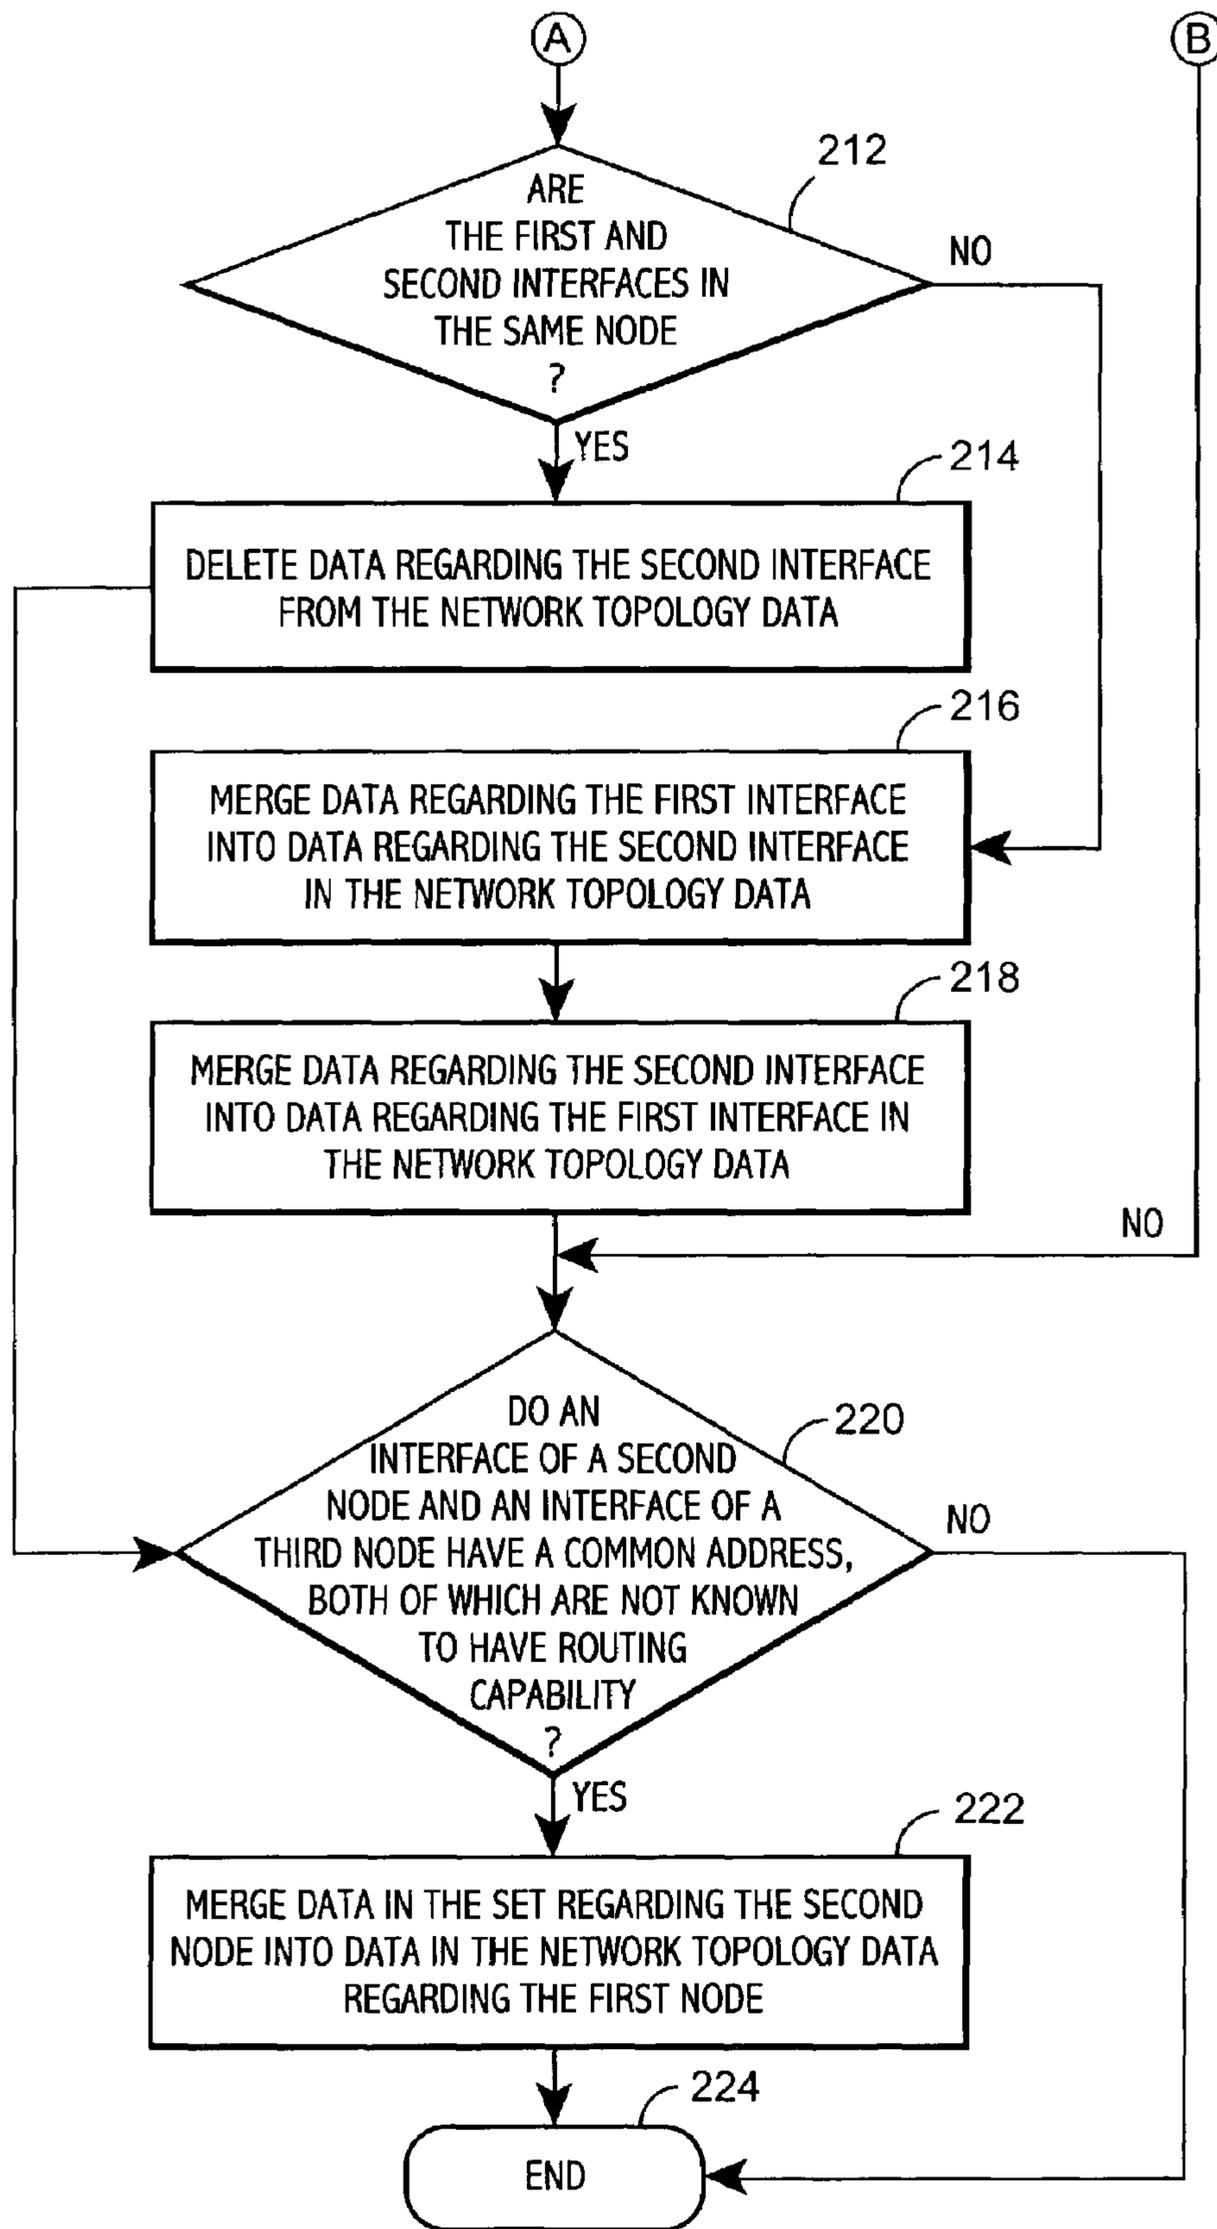 A
B
212
ARE
THE FIRST AND
SECOND INTERFACES IN
THE SAME NODE
?
NO
YES
214
DELETE DATA REGARDING THE SECOND INTERFACE
FROM THE NETWORK TOPOLOGY DATA
216
MERGE DATA REGARDING THE FIRST INTERFACE
INTO DATA REGARDING THE SECOND INTERFACE
IN THE NETWORK TOPOLOGY DATA
218
MERGE DATA REGARDING THE SECOND INTERFACE
INTO DATA REGARDING THE FIRST INTERFACE IN
THE NETWORK TOPOLOGY DATA
NO
220
DO AN
INTERFACE OF A SECOND
NODE AND AN INTERFACE OF A
THIRD NODE HAVE A COMMON ADDRESS,
BOTH OF WHICH ARE NOT KNOWN
TO HAVE ROUTING
CAPABILITY
?
NO
YES
222
MERGE DATA IN THE SET REGARDING THE SECOND
NODE INTO DATA IN THE NETWORK TOPOLOGY DATA
REGARDING THE FIRST NODE
224
END